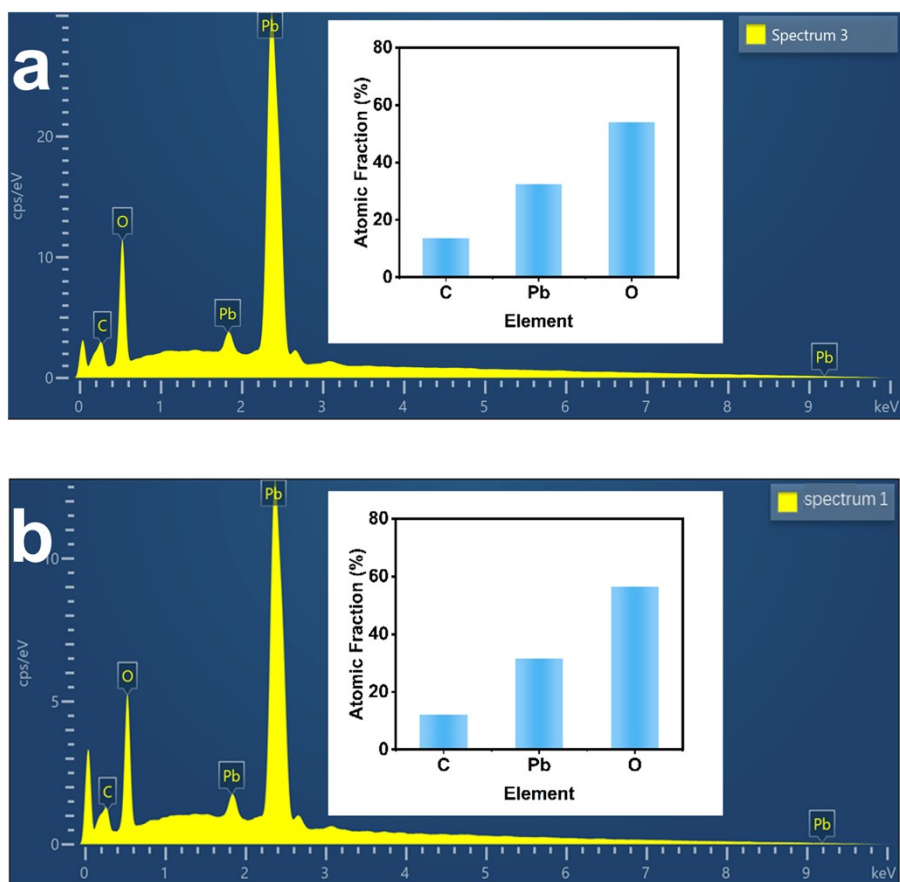 a
Pb
Spectrum 3
20
10
0
cps/eV
O
C
Pb
Pb
0 1 2 3 4 5 6 7 8 9 keV
80
60
40
20
0
Atomic Fraction (%)
C Pb O
Element
b
Pb
spectrum 1
10
5
0
cps/eV
O
C
Pb
Pb
0 1 2 3 4 5 6 7 8 9 keV
80
60
40
20
0
Atomic Fraction (%)
C Pb O
Element